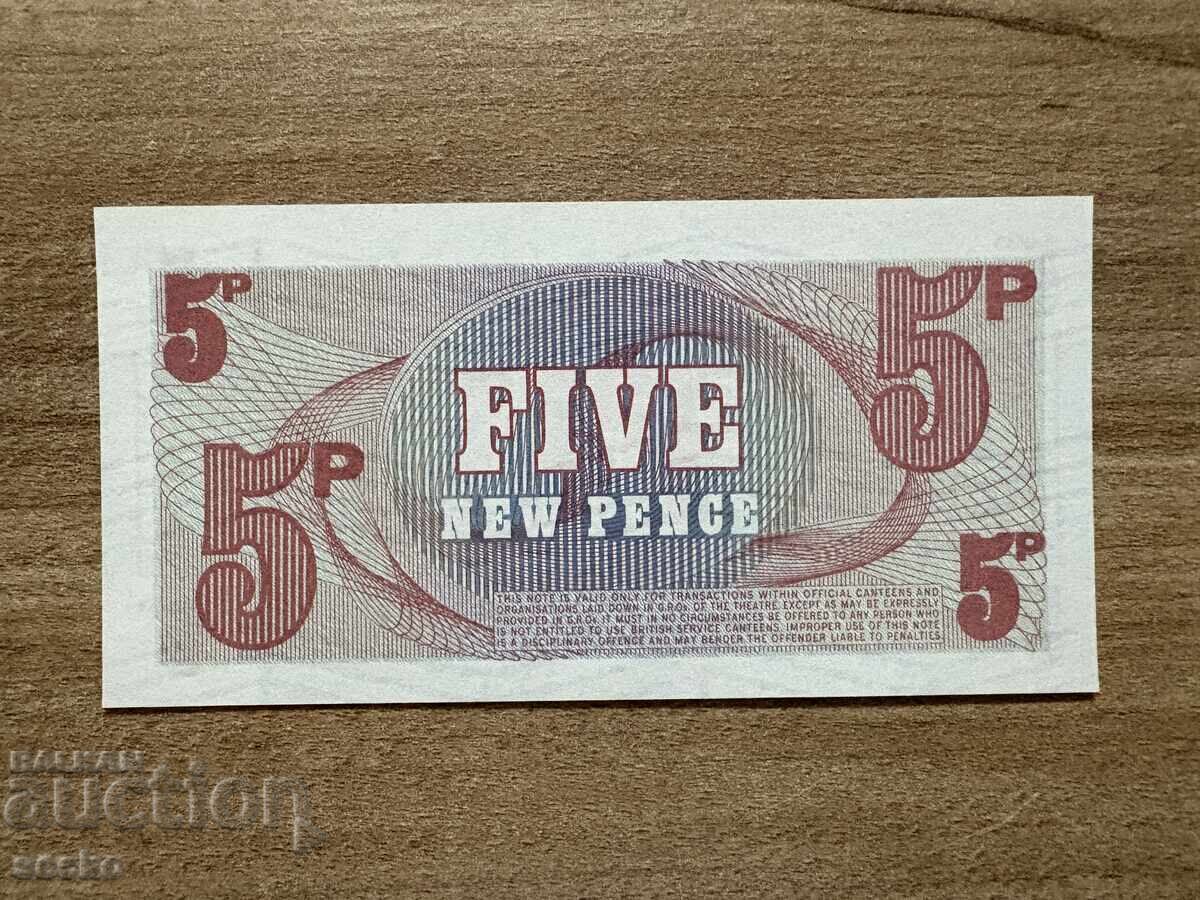 5P
5P
FIVE
5P
NEW PENCE
5P
THIS NOTE IS VALID ONLY FOR TRANSACTIONS WITHIN OFFICIAL CANTEENS AND
ORGANISATIONS LAID DOWN IN G.R.Os. OF THE THEATRE. EXCEPT AS MAY BE EXPRESSLY
PROVIDED IN G.R.Os. IT MUST IN NO CIRCUMSTANCES BE OFFERED TO ANY PERSON WHO
IS NOT ENTITLED TO USE BRITISH SERVICE CANTEENS. IMPROPER USE OF THIS NOTE
IS A DISCIPLINARY OFFENCE AND MAY RENDER THE OFFENDER LIABLE TO PENALTIES.
BALKAN
auction
secko